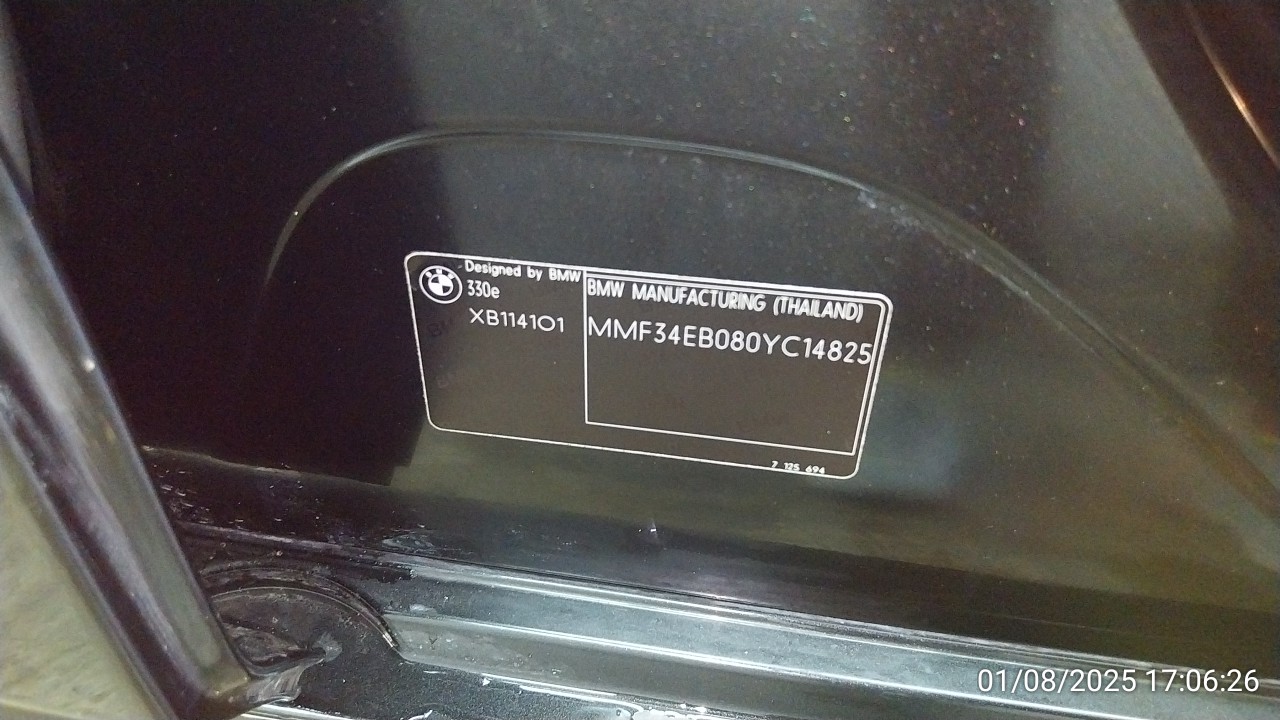 Designed by BMW
330e
XB114101
BMW MANUFACTURING (THAILAND)
MMF34EB080YC14825
7 125 694
01/08/2025 17:06:26